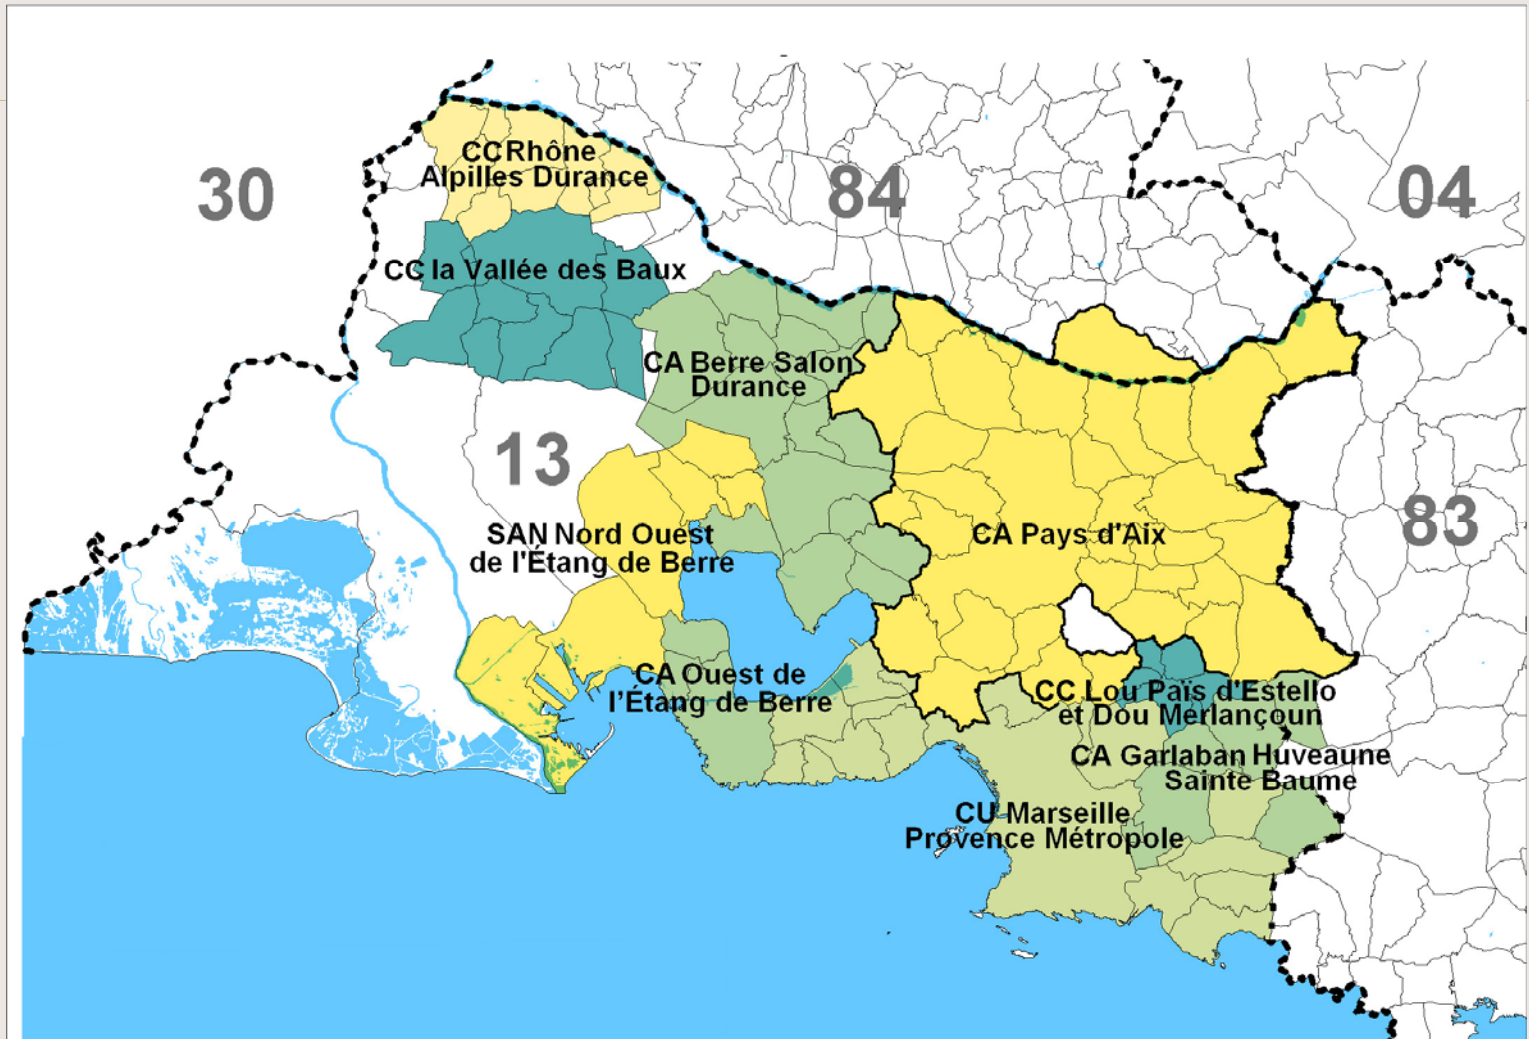 CC Rhône
Alpilles Durance
30
84
04
CC la Vallée des Baux
CA Berre Salon
Durance
13
SAN Nord Ouest
de l'Étang de Berre
CA Pays d'Aix
83
CA Ouest de
l'Étang de Berre
CC Lou Païs d'Estello
et Dou Merlançoun
CA Garlaban Huveaune
Sainte Baume
CU Marseille
Provence Métropole